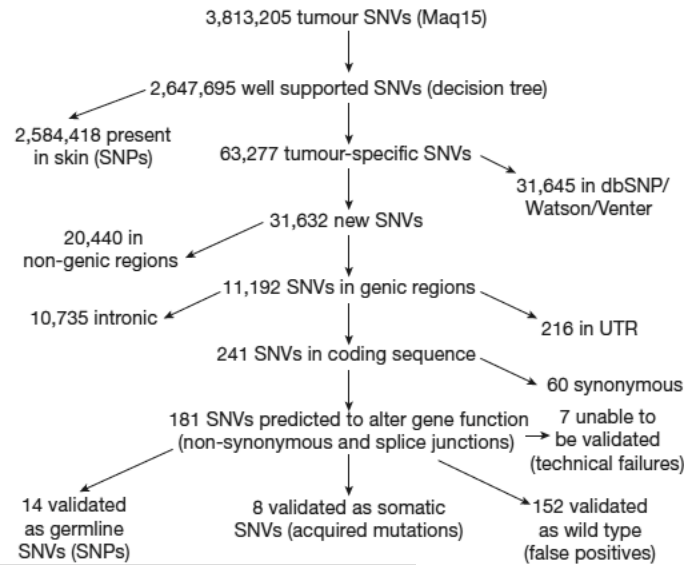 3,813,205 tumour SNVs (Maq15)
2,647,695 well supported SNVs (decision tree)
2,584,418 present
in skin (SNPs)
63,277 tumour-specific SNVs
31,645 in dbSNP/
Watson/Venter
31,632 new SNVs
20,440 in
non-genic regions
11,192 SNVs in genic regions
10,735 intronic
216 in UTR
241 SNVs in coding sequence
60 synonymous
181 SNVs predicted to alter gene function
(non-synonymous and splice junctions)
7 unable to
be validated
(technical failures)
14 validated
as germline
SNVs (SNPs)
8 validated as somatic
SNVs (acquired mutations)
152 validated
as wild type
(false positives)